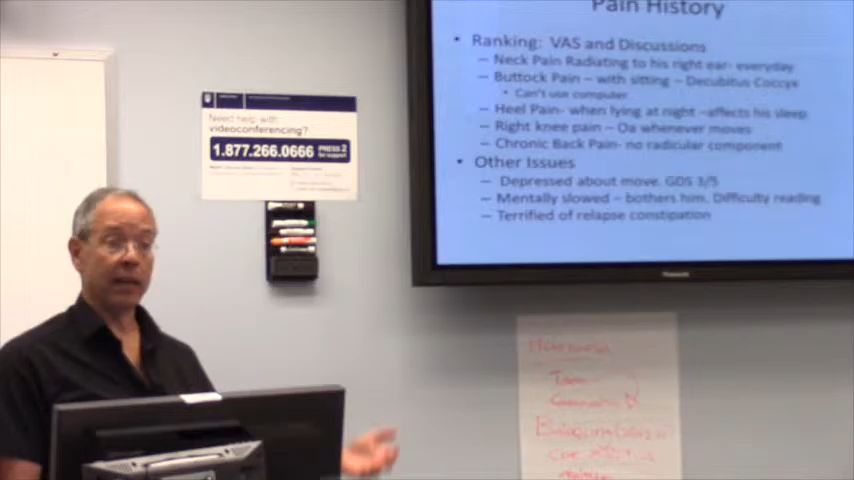 Pain History
• Ranking: VAS and Discussions
– Neck Pain Radiating to his right ear- everyday
– Buttock Pain – with sitting – Decubitus Coccyx
• Can't use computer
– Heel Pain- when lying at night –affects his sleep
– Right knee pain – Oa whenever moves
– Chronic Back Pain- no radicular component
• Other Issues
– Depressed about move. GDS 3/5
– Mentally slowed – bothers him. Difficulty reading
– Terrified of relapse constipation
Need help with
videoconferencing?
1.877.266.0666 PRESS 2
for support
Panasonic